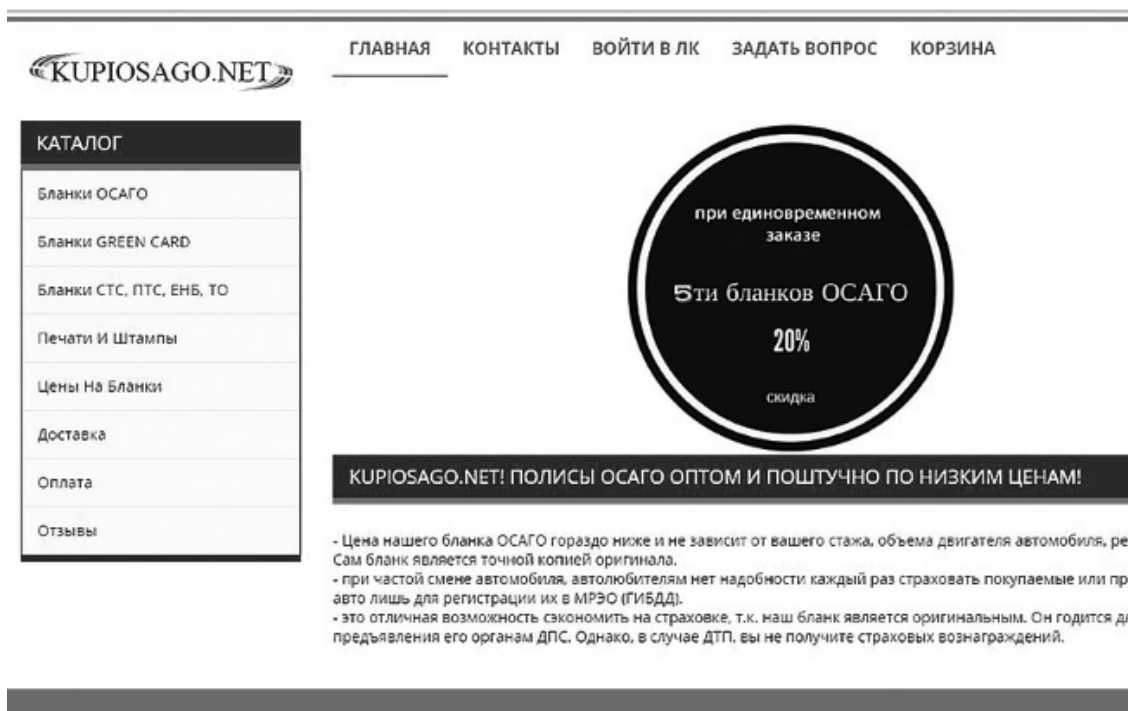 ГЛАВНАЯ КОНТАКТЫ ВОЙТИ В ЛК ЗАДАТЬ ВОПРОС КОРЗИНА
KUPIOSAGO.NET
КАТАЛОГ
Бланки ОСАГО
Бланки GREEN CARD
Бланки СТС, ПТС, ЕНБ, ТО
Печати И Штампы
Цены На Бланки
Доставка
Оплата
Отзывы
при единовременном
заказе
5ти бланков ОСАГО
20%
скидка
KUPIOSAGO.NET! ПОЛИСЫ ОСАГО ОПТОМ И ПОШТУЧНО ПО НИЗКИМ ЦЕНАМ!
- Цена нашего бланка ОСАГО гораздо ниже и не зависит от вашего стажа, объема двигателя автомобиля, ре
Сам бланк является точной копией оригинала.
- при частой смене автомобиля, автолюбителям нет надобности каждый раз страховать покупаемые или пр
авто лишь для регистрации их в МРЭО (ГИБДД).
- это отличная возможность сэкономить на страховке, т.к. наш бланк является оригинальным. Он годится дл
предъявления его органам ДПС. Однако, в случае ДТП, вы не получите страховых вознаграждений.